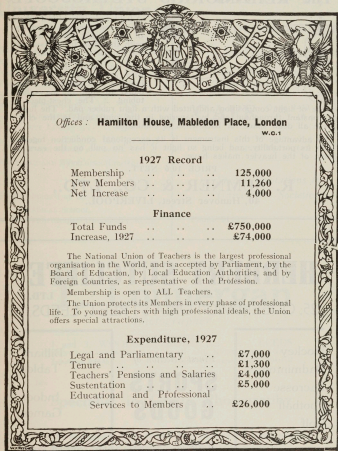 NATIONAL UNION OF TEACHERS
NUT
Offices : Hamilton House, Mabledon Place, London
W.C.1
1927 Record
Membership .. .. .. 125,000
New Members .. .. .. 11,260
Net Increase .. .. .. 4,000
Finance
Total Funds .. .. .. £750,000
Increase, 1927 .. .. £74,000
The National Union of Teachers is the largest professional
organisation in the World, and is accepted by Parliament, by the
Board of Education, by Local Education Authorities, and by
Foreign Countries, as representative of the Profession.
Membership is open to ALL Teachers.
The Union protects its Members in every phase of professional
life. To young teachers with high professional ideals, the Union
offers special attractions.
Expenditure, 1927
Legal and Parliamentary .. £7,000
Tenure .. .. .. .. £1,300
Teachers' Pensions and Salaries £4,000
Sustentation .. .. .. £5,000
Educational and Professional
Services to Members .. £26,000